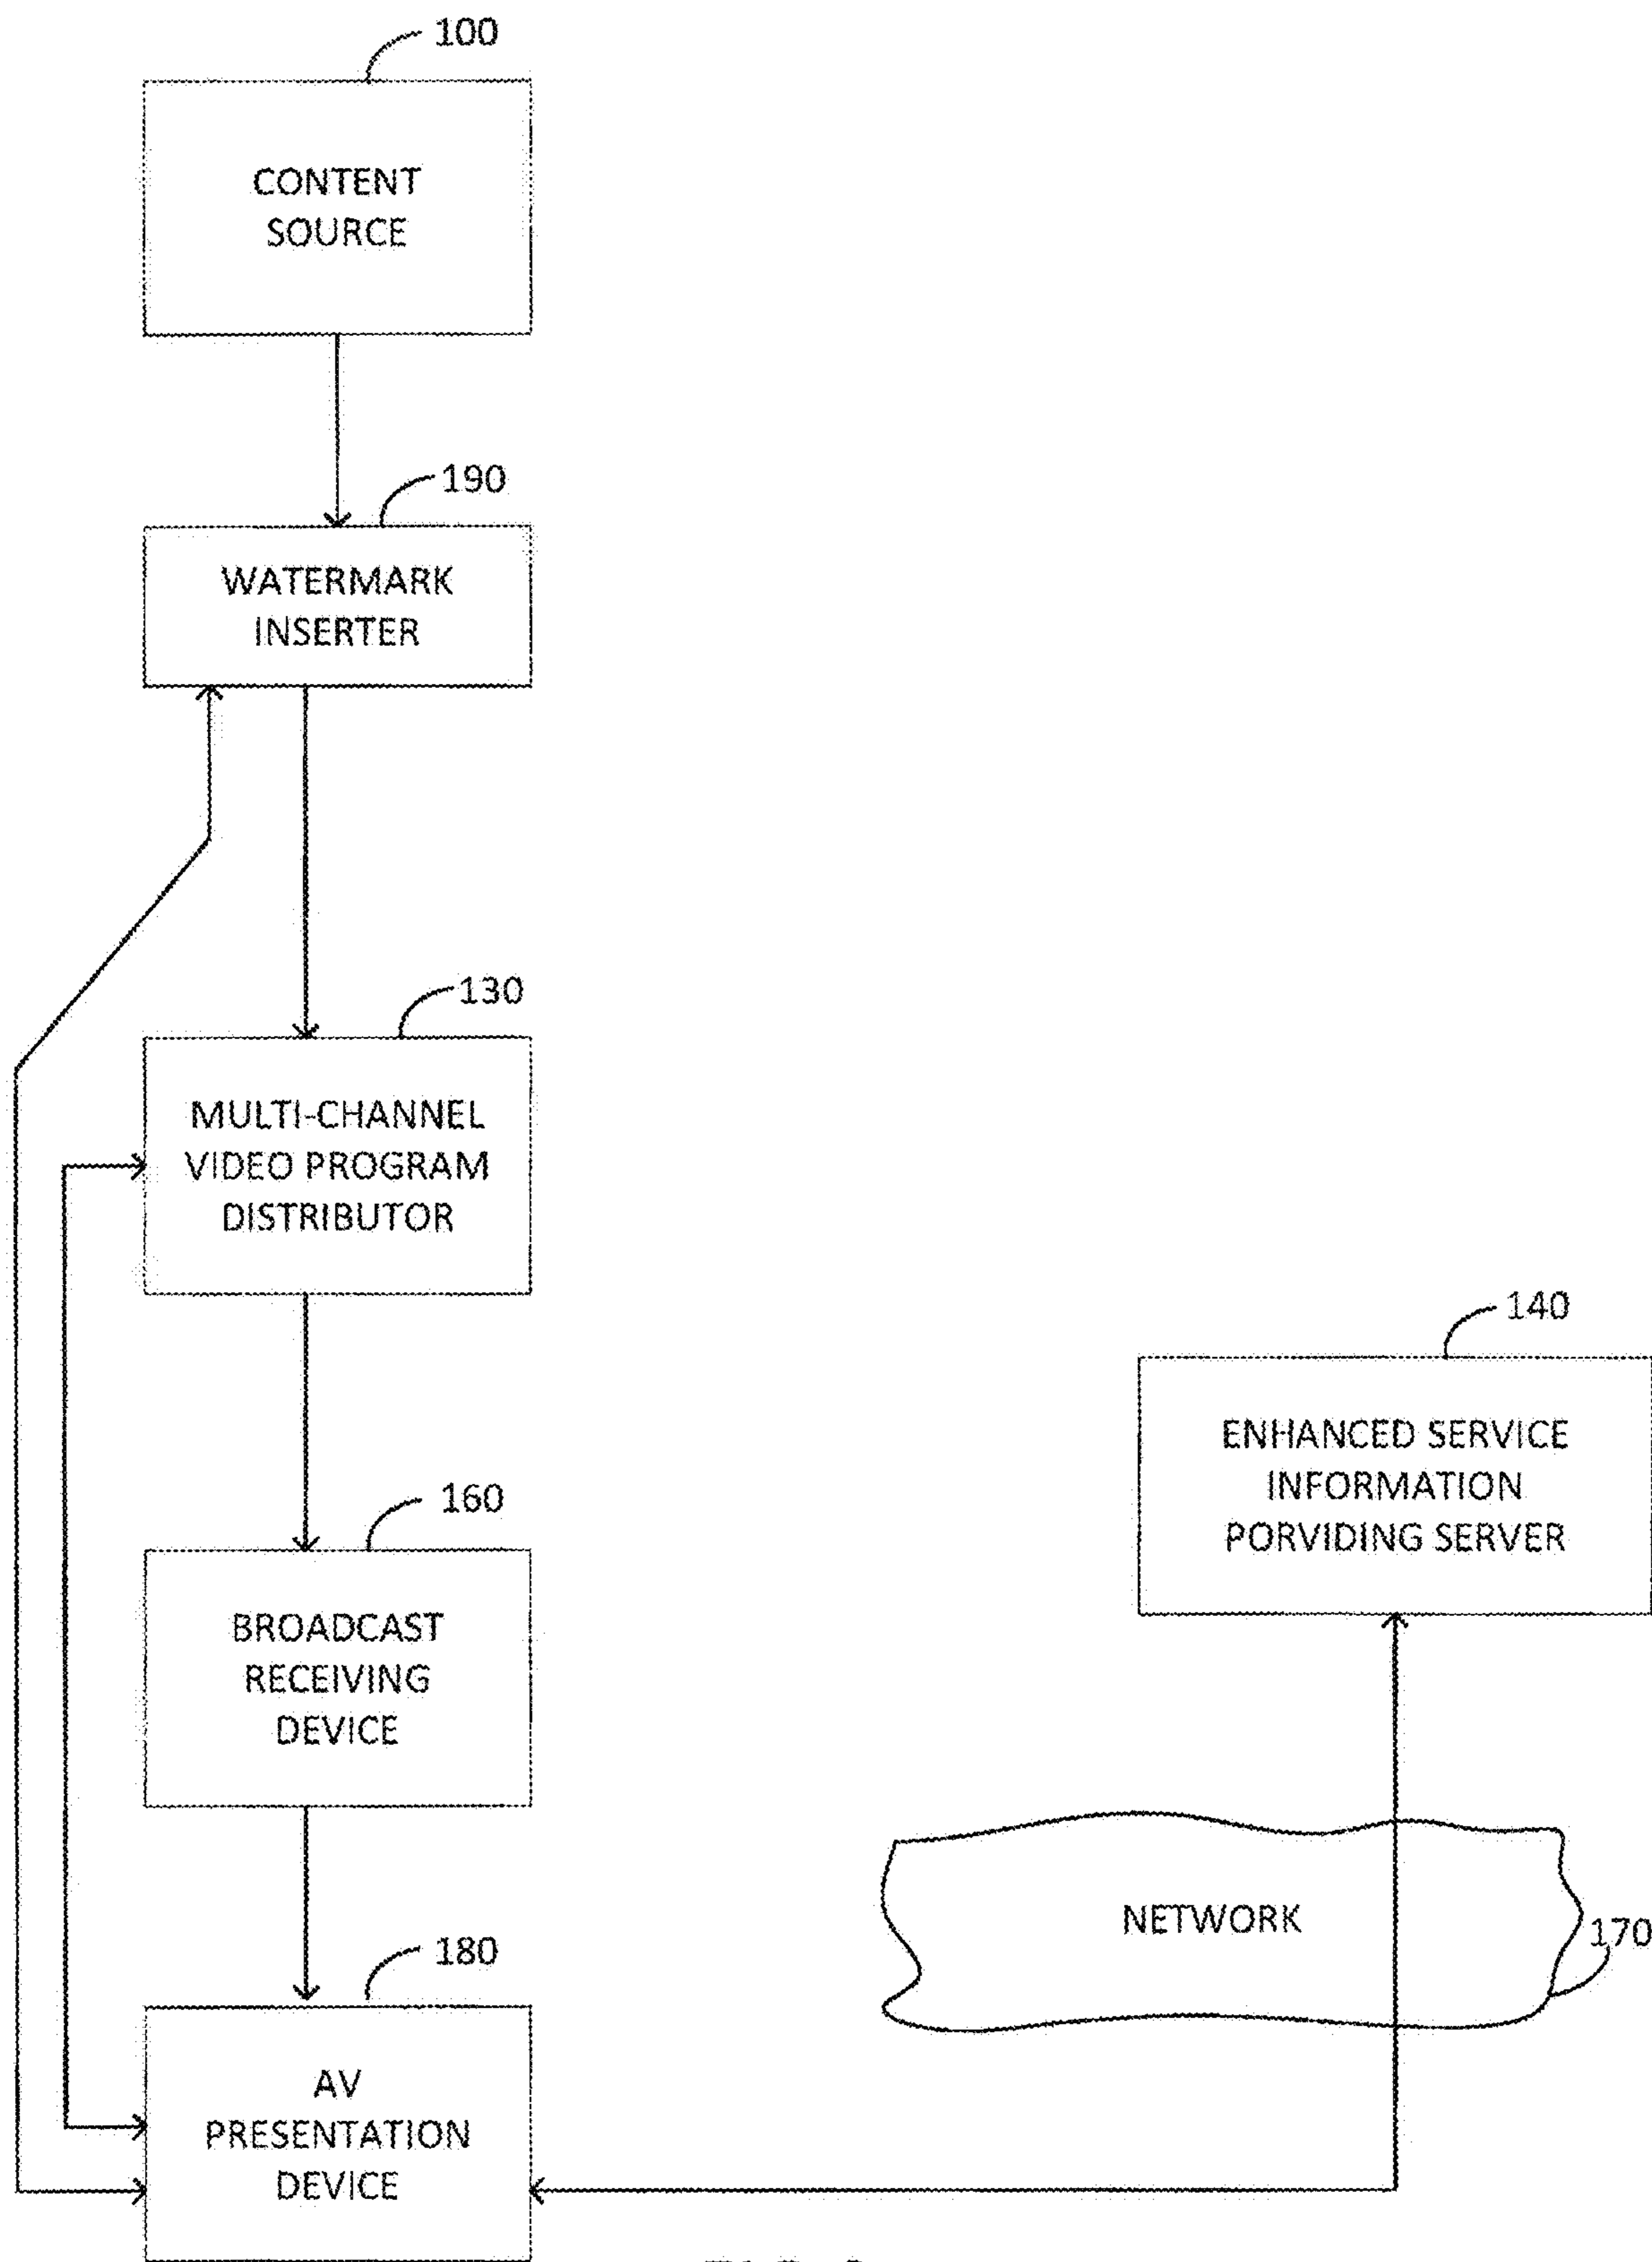 100
CONTENT
SOURCE
190
WATERMARK
INSERTER
130
MULTI-CHANNEL
VIDEO PROGRAM
DISTRIBUTOR
140
ENHANCED SERVICE
INFORMATION
PORVIDING SERVER
160
BROADCAST
RECEIVING
DEVICE
NETWORK
170
180
AV
PRESENTATION
DEVICE